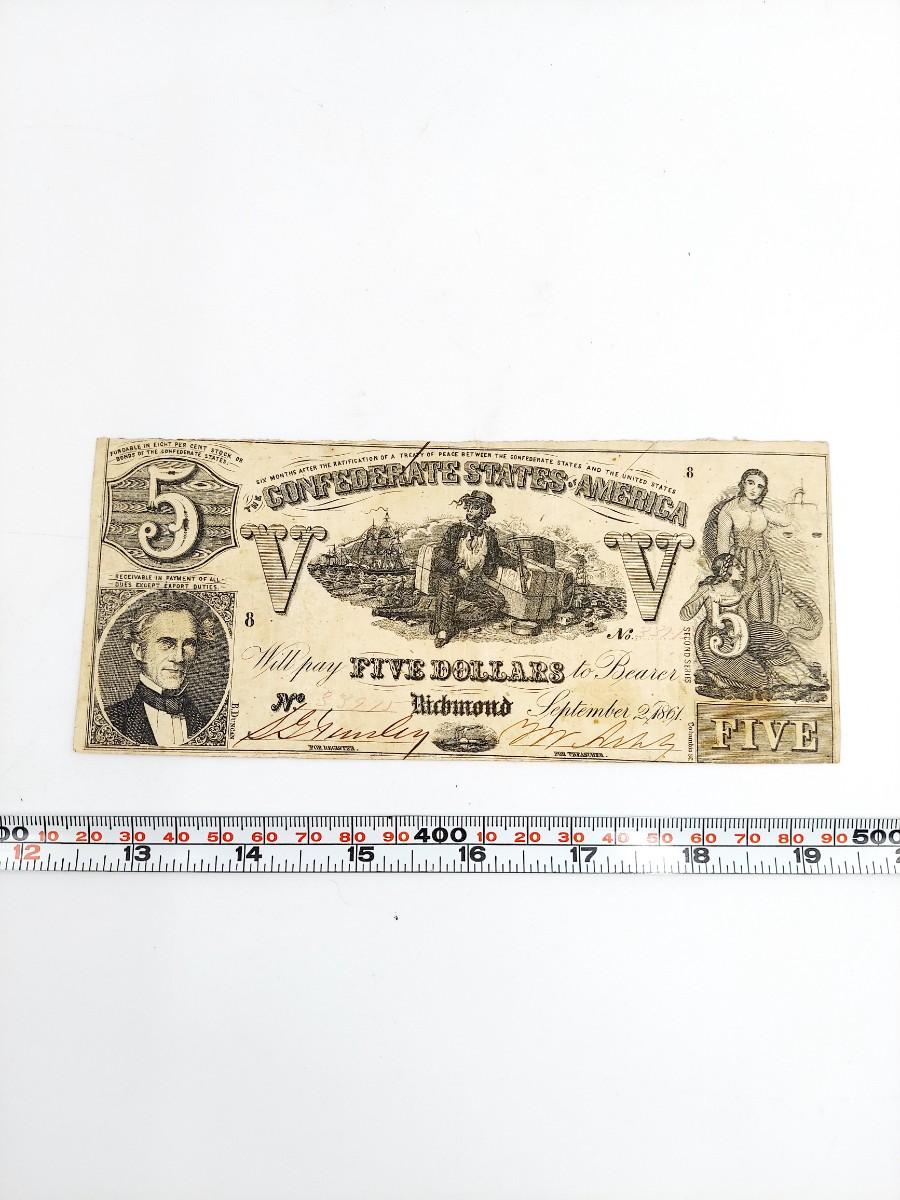 FUNDABLE IN EIGHT PER CENT STOCK OR
BONDS OF THE CONFEDERATE STATES.
5
SIX MONTHS AFTER THE RATIFICATION OF A TREATY OF PEACE BETWEEN THE CONFEDERATE STATES AND THE UNITED STATES
8
THE CONFEDERATE STATES OF AMERICA
V
V
RECEIVABLE IN PAYMENT OF ALL
DUES EXCEPT EXPORT DUTIES.
8
No.
5
SECOND SERIES
Will pay FIVE DOLLARS to Bearer
No Richmond September 2, 1861.
B. Duncan
Columbia SC
FIVE
FOR REGISTER.
FOR TREASURER.
00 10 20 30 40 50 60 70 80 90 400 10 20 30 40 50 60 70 80 90 500
12 13 14 15 16 17 18 19